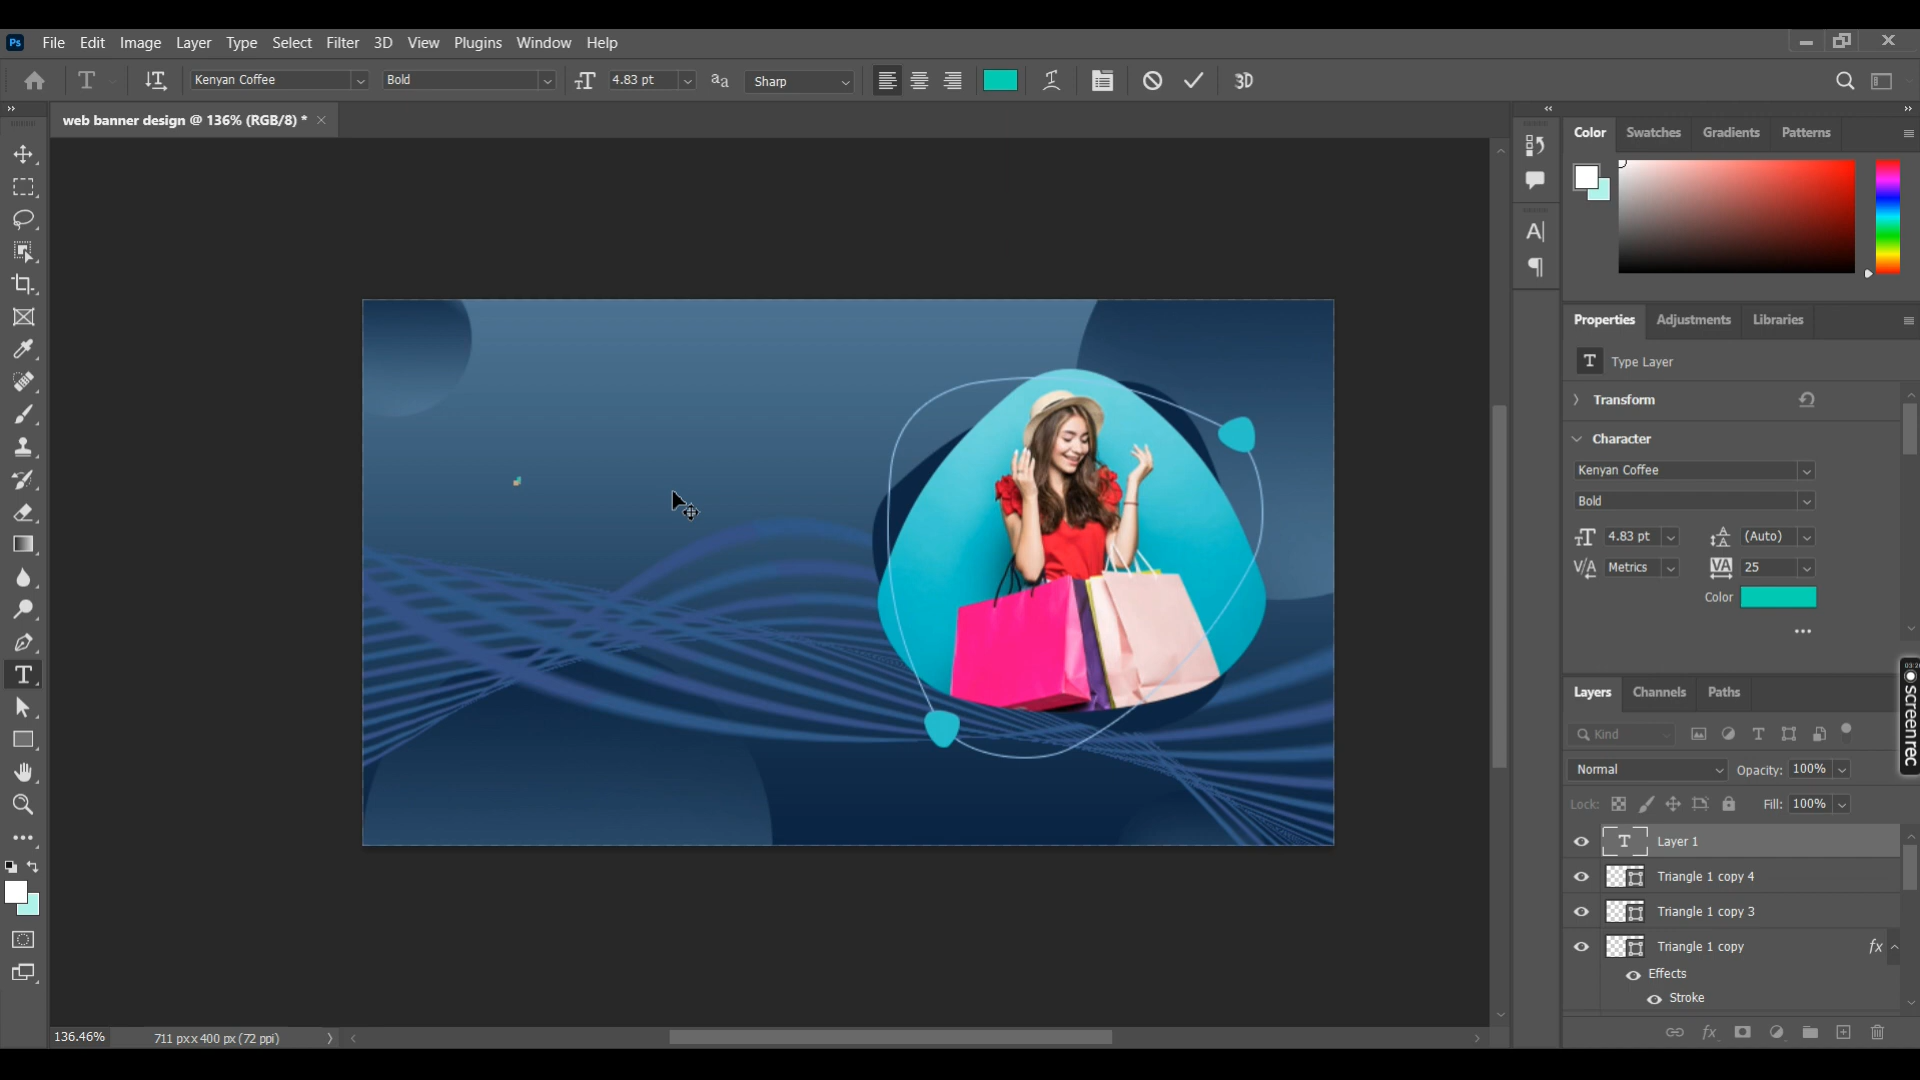 Ps File Edit Image Layer Type Select Filter 3D View Plugins Window Help
Kenyan Coffee Bold 4.83 pt aa Sharp 3D
web banner design @ 136% (RGB/8) *
Color Swatches Gradients Patterns
Properties Adjustments Libraries
T Type Layer
Transform
Character
Kenyan Coffee
Bold
4.83 pt (Auto)
V/A Metrics VA 25
Color
Layers Channels Paths
Kind
Normal Opacity: 100%
Lock: Fill: 100%
T Layer 1
Triangle 1 copy 4
Triangle 1 copy 3
Triangle 1 copy fx
Effects
Stroke
136.46% 711 px x 400 px (72 ppi)
fx
screenrec